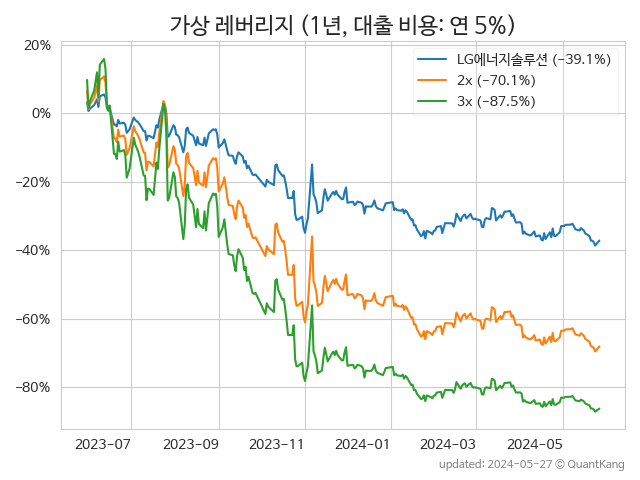 가상 레버리지 (1년, 대출 비용: 연 5%)
20%
0%
−20%
−40%
−60%
−80%
LG에너지솔루션 (−39.1%)
2x (−70.1%)
3x (−87.5%)
2023-07
2023-09
2023-11
2024-01
2024-03
2024-05
updated: 2024-05-27 © QuantKang